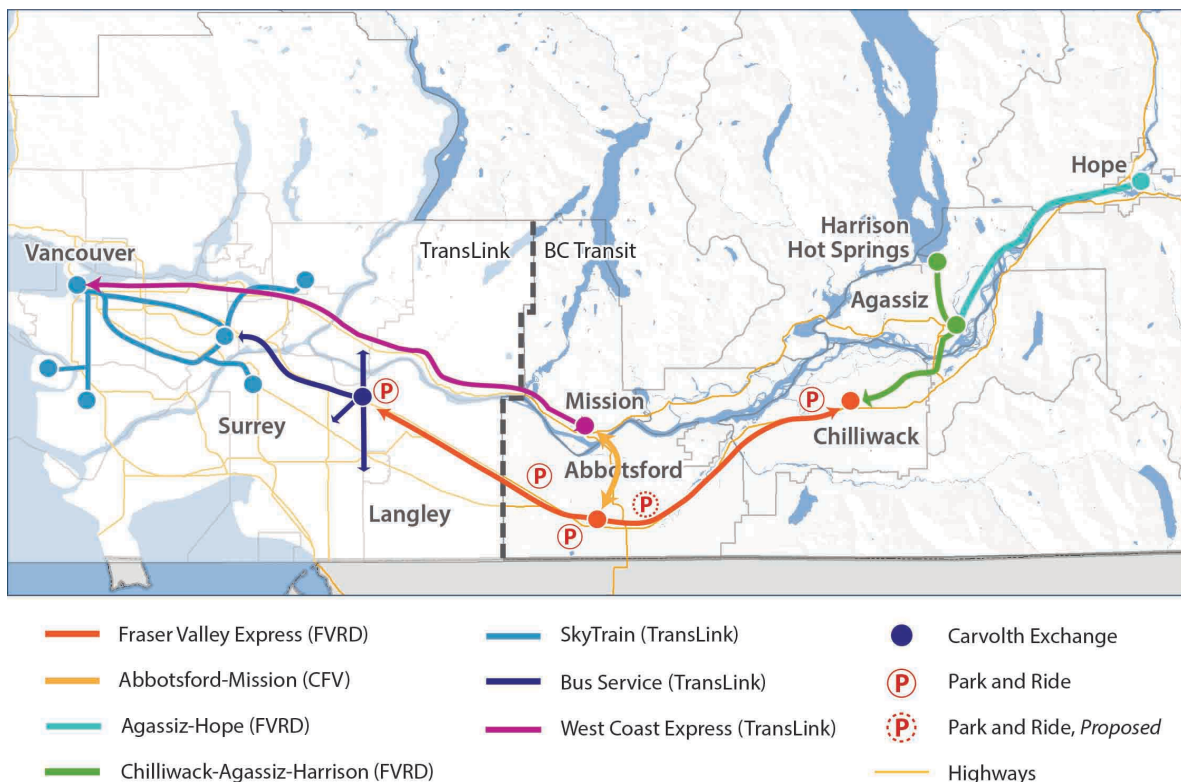 Hope
Harrison
Hot Springs
TransLink
BC Transit
Vancouver
Agassiz
P
Mission
P
Surrey
Chilliwack
Abbotsford
P
P
Langley
P
Fraser Valley Express (FVRD)
SkyTrain (TransLink)
Carvolth Exchange
Abbotsford-Mission (CFV)
Bus Service (TransLink)
P
Park and Ride
Agassiz-Hope (FVRD)
West Coast Express (TransLink)
P
Park and Ride, Proposed
Chilliwack-Agassiz-Harrison (FVRD)
Highways